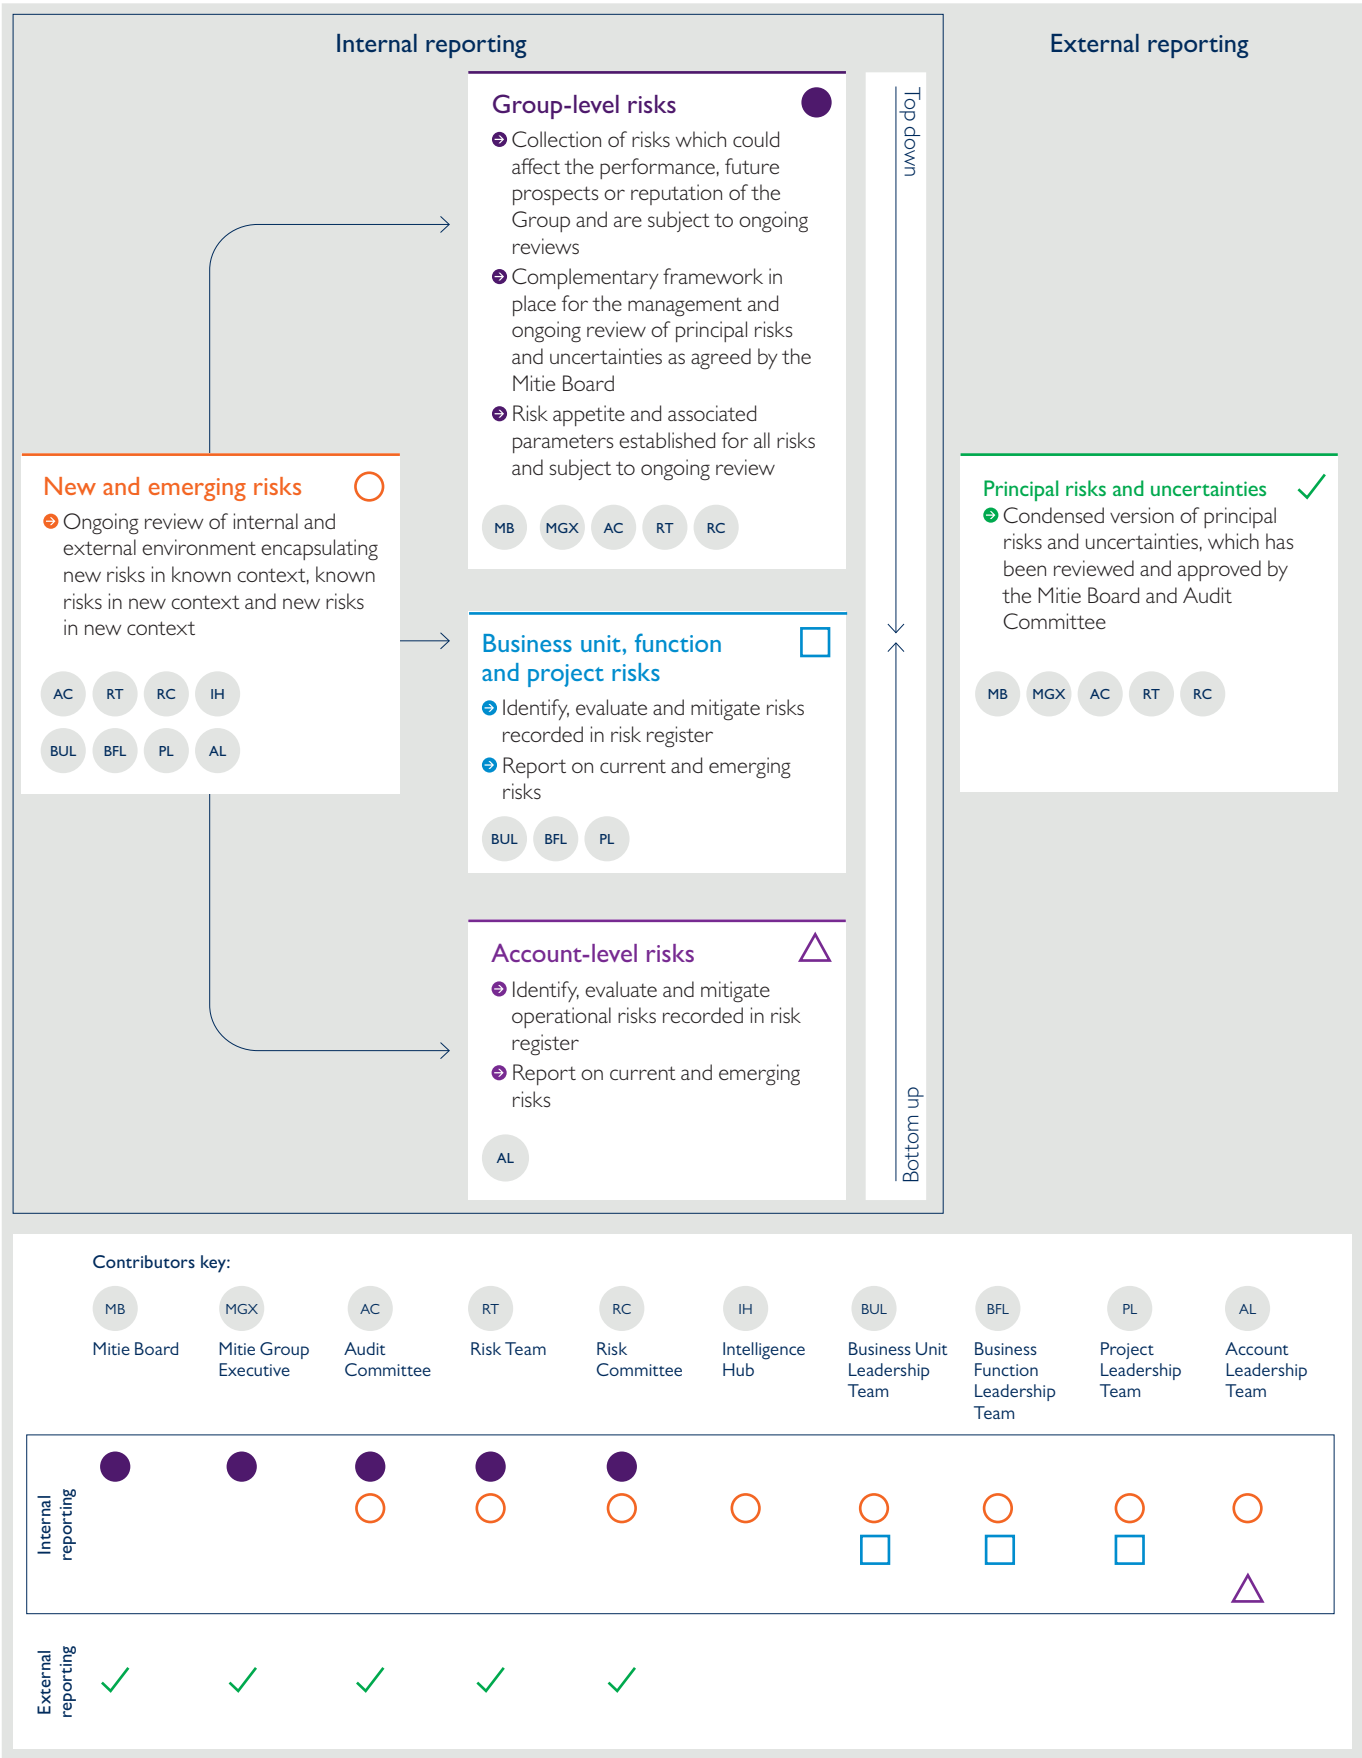 Internal reporting
External reporting
Group-level risks
Collection of risks which could
affect the performance, future
prospects or reputation of the
Group and are subject to ongoing
reviews
Complementary framework in
place for the management and
ongoing review of principal risks
and uncertainties as agreed by the
Mitie Board
Risk appetite and associated
parameters established for all risks
and subject to ongoing review
MB MGX AC RT RC
Top down
New and emerging risks
Ongoing review of internal and
external environment encapsulating
new risks in known context, known
risks in new context and new risks
in new context
AC RT RC IH
BUL BFL PL AL
Business unit, function
and project risks
Identify, evaluate and mitigate risks
recorded in risk register
Report on current and emerging
risks
BUL BFL PL
Account-level risks
Identify, evaluate and mitigate
operational risks recorded in risk
register
Report on current and emerging
risks
AL
Bottom up
Principal risks and uncertainties
Condensed version of principal
risks and uncertainties, which has
been reviewed and approved by
the Mitie Board and Audit
Committee
MB MGX AC RT RC
Contributors key:
MB
Mitie Board
MGX
Mitie Group
Executive
AC
Audit
Committee
RT
Risk Team
RC
Risk
Committee
IH
Intelligence
Hub
BUL
Business Unit
Leadership
Team
BFL
Business
Function
Leadership
Team
PL
Project
Leadership
Team
AL
Account
Leadership
Team
Internal
reporting
External
reporting